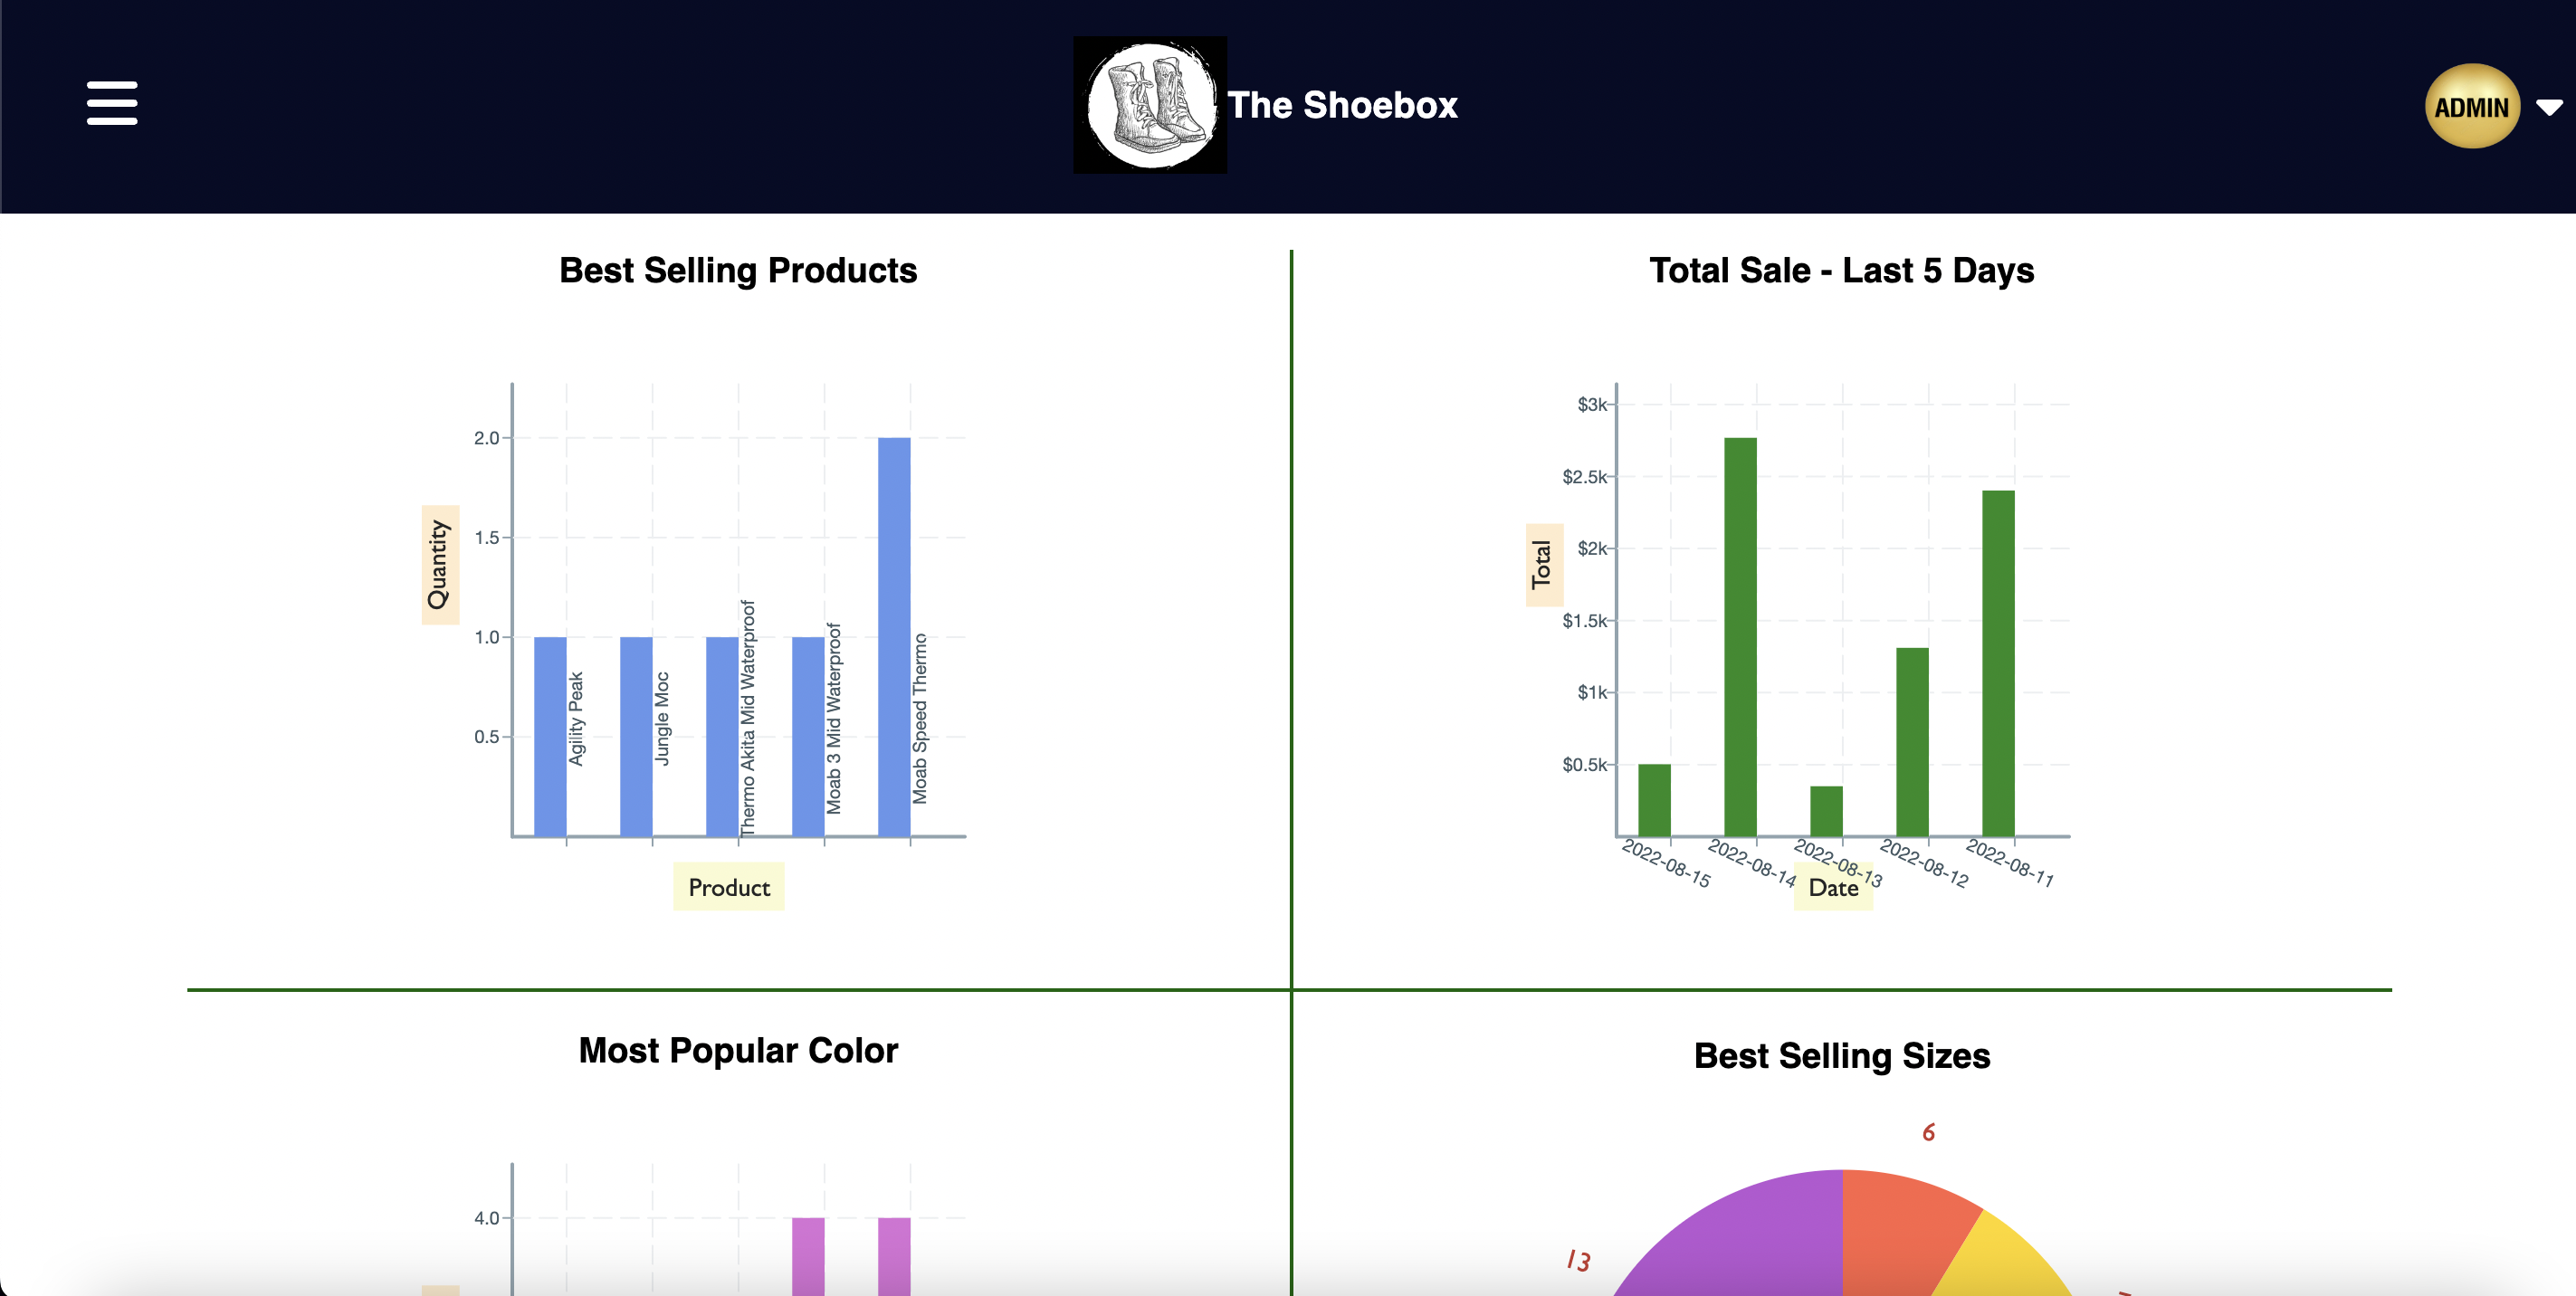 The Shoebox
ADMIN
Best Selling Products
Quantity
2.0
1.5
1.0
0.5
Agility Peak
Jungle Moc
Thermo Akita Mid Waterproof
Moab 3 Mid Waterproof
Moab Speed Thermo
Product
Total Sale - Last 5 Days
Total
$3k
$2.5k
$2k
$1.5k
$1k
$0.5k
2022-08-15
2022-08-14
2022-08-13
2022-08-12
2022-08-11
Date
Most Popular Color
4.0
Best Selling Sizes
6
13